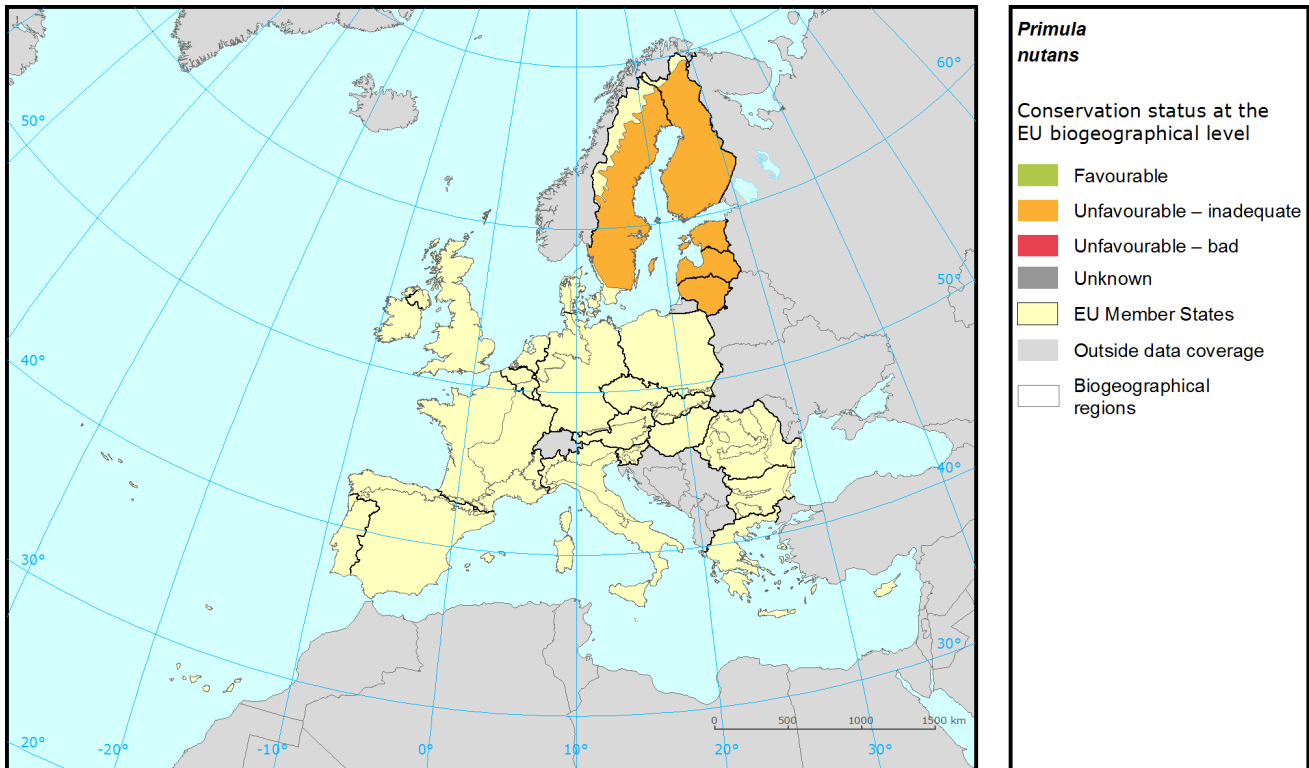 60°
50°
50°
40°
40°
30°
30°
20°
-20°
-10°
0°
10°
20°
30°
0 500 1000 1500 km
Primula
nutans
Conservation status at the
EU biogeographical level
Favourable
Unfavourable – inadequate
Unfavourable – bad
Unknown
EU Member States
Outside data coverage
Biogeographical
regions